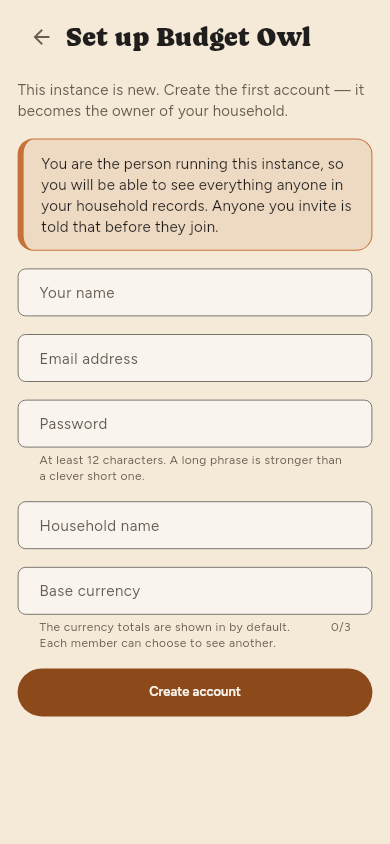 Set up Budget Owl
This instance is new. Create the first account — it
becomes the owner of your household.
You are the person running this instance, so
you will be able to see everything anyone in
your household records. Anyone you invite is
told that before they join.
Your name
Email address
Password
At least 12 characters. A long phrase is stronger than
a clever short one.
Household name
Base currency
The currency totals are shown in by default. 0/3
Each member can choose to see another.
Create account